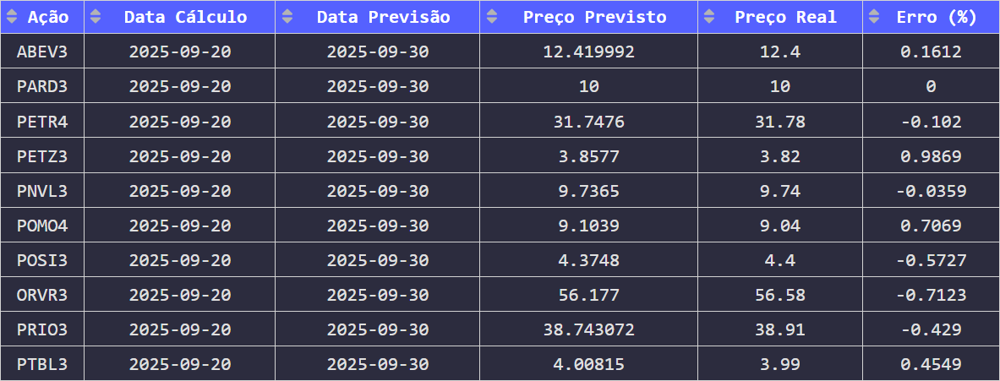 Ação Data Cálculo Data Previsão Preço Previsto Preço Real Erro (%)
ABEV3 2025-09-20 2025-09-30 12.419992 12.4 0.1612
PARD3 2025-09-20 2025-09-30 10 10 0
PETR4 2025-09-20 2025-09-30 31.7476 31.78 -0.102
PETZ3 2025-09-20 2025-09-30 3.8577 3.82 0.9869
PNVL3 2025-09-20 2025-09-30 9.7365 9.74 -0.0359
POMO4 2025-09-20 2025-09-30 9.1039 9.04 0.7069
POSI3 2025-09-20 2025-09-30 4.3748 4.4 -0.5727
ORVR3 2025-09-20 2025-09-30 56.177 56.58 -0.7123
PRIO3 2025-09-20 2025-09-30 38.743072 38.91 -0.429
PTBL3 2025-09-20 2025-09-30 4.00815 3.99 0.4549